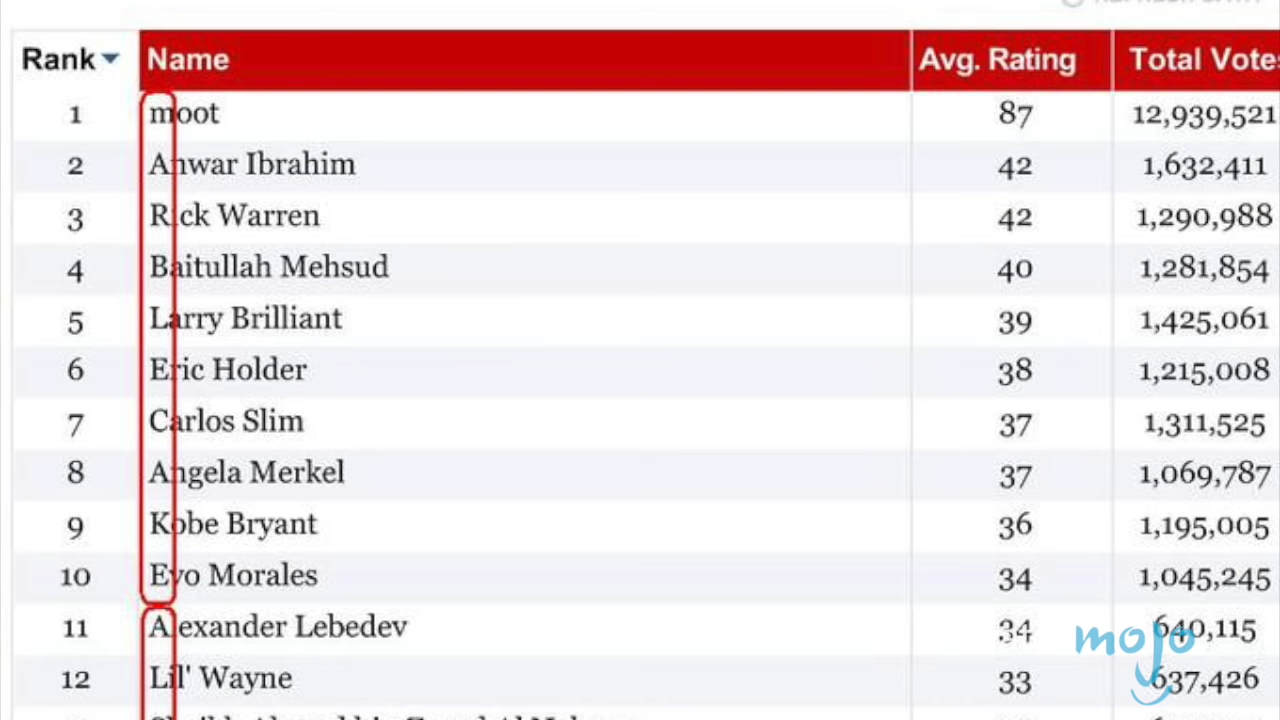 Rank Name Avg. Rating Total Votes
1 moot 87 12,939,521
2 Anwar Ibrahim 42 1,632,411
3 Rick Warren 42 1,290,988
4 Baitullah Mehsud 40 1,281,854
5 Larry Brilliant 39 1,425,061
6 Eric Holder 38 1,215,008
7 Carlos Slim 37 1,311,525
8 Angela Merkel 37 1,069,787
9 Kobe Bryant 36 1,195,005
10 Evo Morales 34 1,045,245
11 Alexander Lebedev 34 640,115
12 Lil' Wayne 33 637,426
mojo